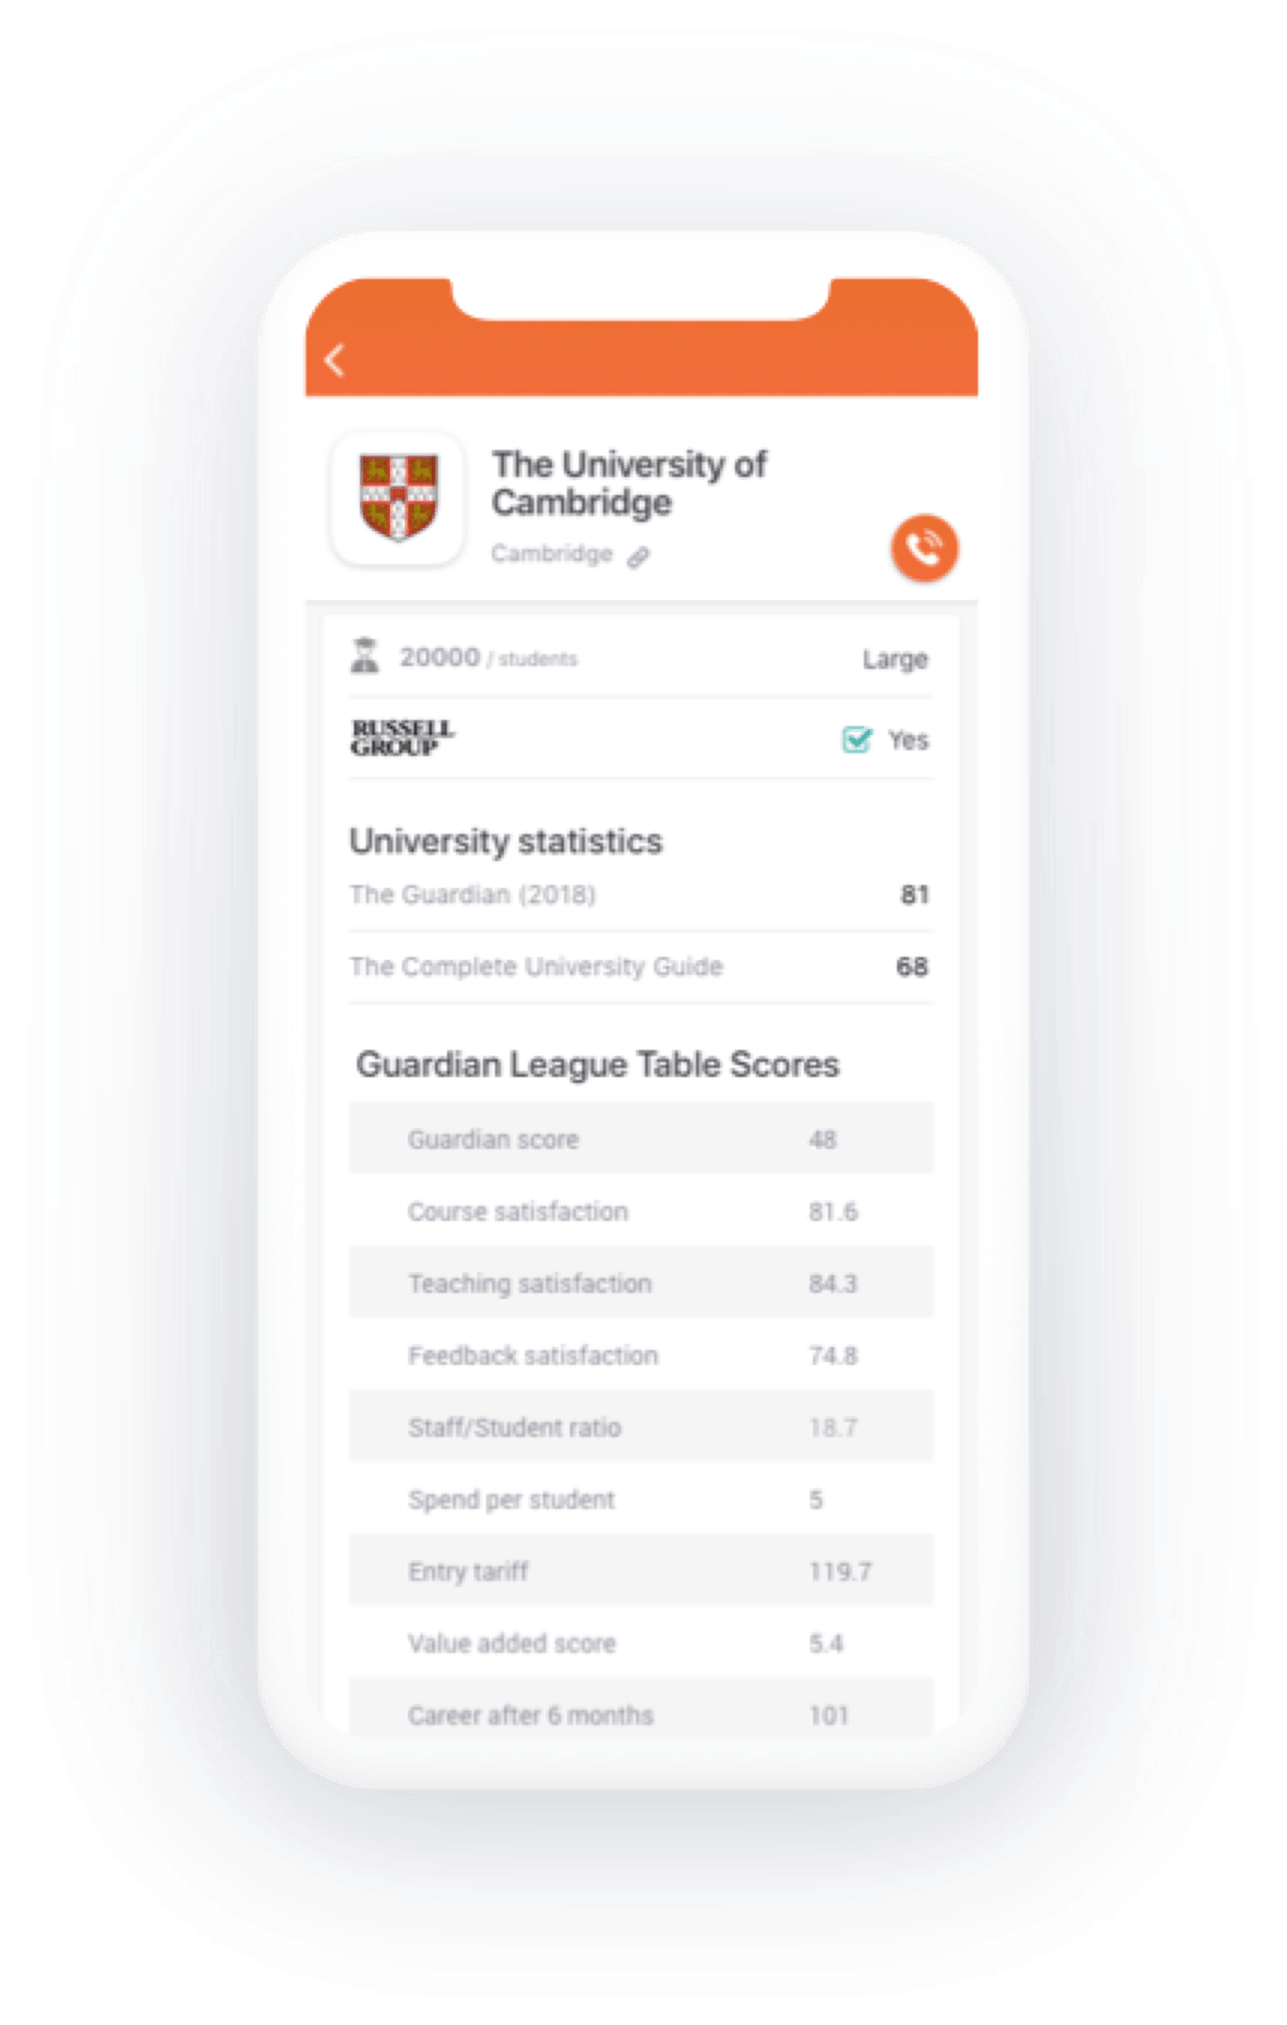 The University of
Cambridge
Cambridge
20000 / students Large
RUSSELL
GROUP
Yes
University statistics
The Guardian (2018) 81
The Complete University Guide 68
Guardian League Table Scores
Guardian score 48
Course satisfaction 81.6
Teaching satisfaction 84.3
Feedback satisfaction 74.8
Staff/Student ratio 18.7
Spend per student 5
Entry tariff 119.7
Value added score 5.4
Career after 6 months 101